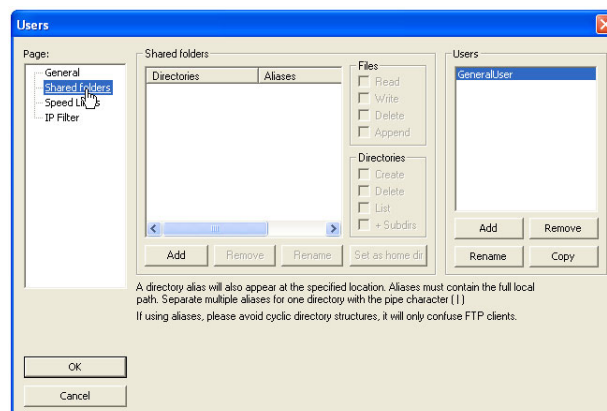 Users
Page:
General
Shared folders
Speed Limits
IP Filter
Shared folders
Directories
Aliases
Files
Read
Write
Delete
Append
Directories
Create
Delete
List
+ Subdirs
Add
Remove
Rename
Set as home dir
Users
GeneralUser
Add
Remove
Rename
Copy
A directory alias will also appear at the specified location. Aliases must contain the full local
path. Separate multiple aliases for one directory with the pipe character ( | )
If using aliases, please avoid cyclic directory structures, it will only confuse FTP clients.
OK
Cancel